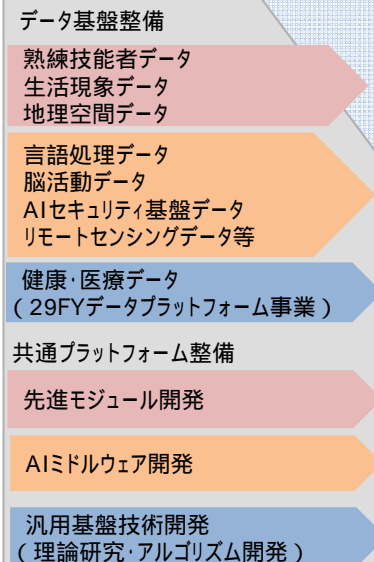 データ基盤整備
熟練技能者データ
生活現象データ
地理空間データ
言語処理データ
脳活動データ
AIセキュリティ基盤データ
リモートセンシングデータ等
健康・医療データ
（29FYデータプラットフォーム事業）
共通プラットフォーム整備
先進モジュール開発
AIミドルウェア開発
汎用基盤技術開発
（理論研究・アルゴリズム開発）